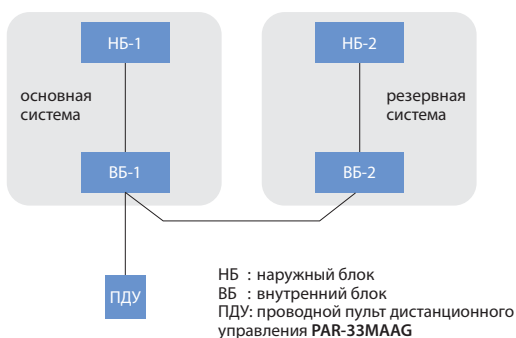 НБ-1
НБ-2
основная
система
резервная
система
ВБ-1
ВБ-2
ПДУ
НБ : наружный блок
ВБ : внутренний блок
ПДУ: проводной пульт дистанционного
управления PAR-33MAAG